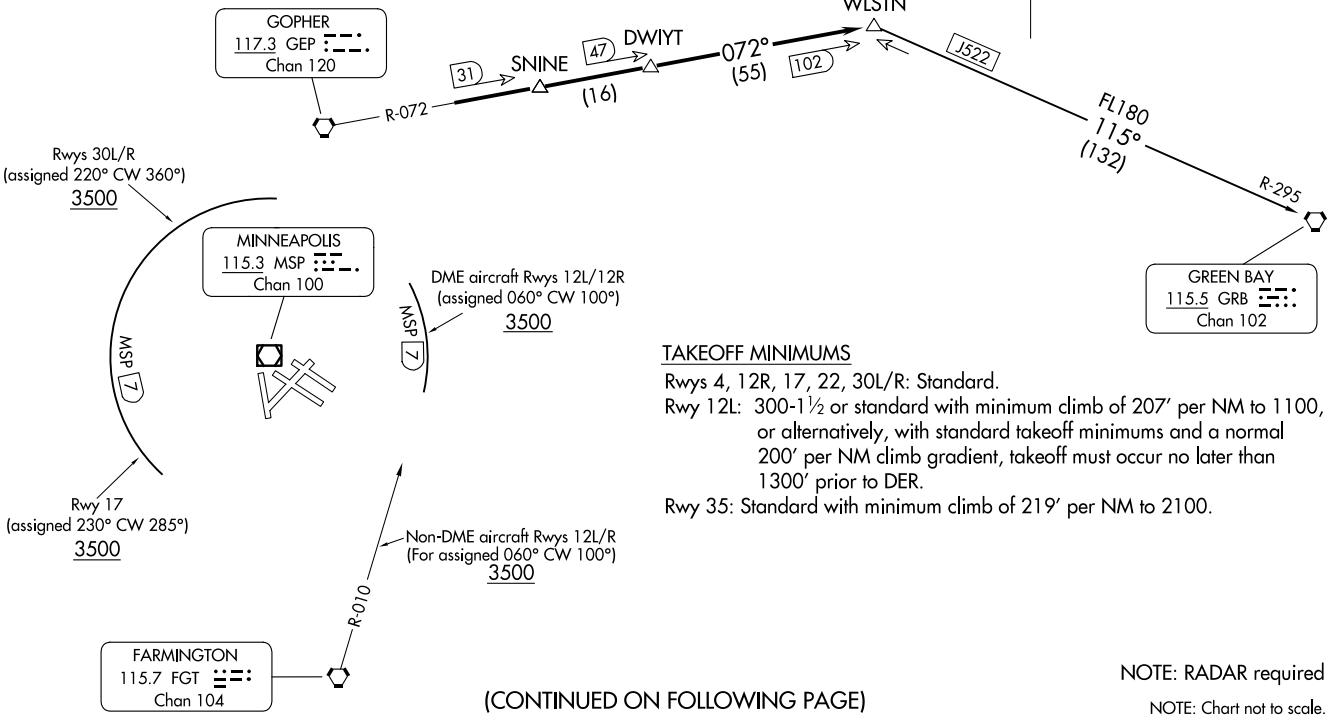 GOPHER
117.3 GEP
Chan 120
R-072
31
SNINE
(16)
47
DWIYT
072°
(55)
102
WLSTN
J522
FL180
115°
(132)
R-295
GREEN BAY
115.5 GRB
Chan 102
Rwys 30L/R
(assigned 220° CW 360°)
3500
MINNEAPOLIS
115.3 MSP
Chan 100
MSP 7
MSP 7
DME aircraft Rwys 12L/12R
(assigned 060° CW 100°)
3500
Rwy 17
(assigned 230° CW 285°)
3500
Non-DME aircraft Rwys 12L/R
(For assigned 060° CW 100°)
3500
R-010
FARMINGTON
115.7 FGT
Chan 104
TAKEOFF MINIMUMS
Rwys 4, 12R, 17, 22, 30L/R: Standard.
Rwy 12L: 300-1½ or standard with minimum climb of 207' per NM to 1100,
or alternatively, with standard takeoff minimums and a normal
200' per NM climb gradient, takeoff must occur no later than
1300' prior to DER.
Rwy 35: Standard with minimum climb of 219' per NM to 2100.
(CONTINUED ON FOLLOWING PAGE)
NOTE: RADAR required
NOTE: Chart not to scale.